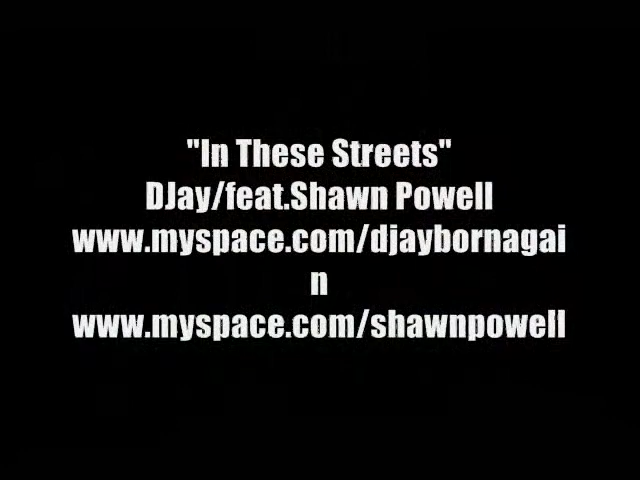 "In These Streets"
DJay/feat.Shawn Powell
www.myspace.com/djaybornagai
n
www.myspace.com/shawnpowell